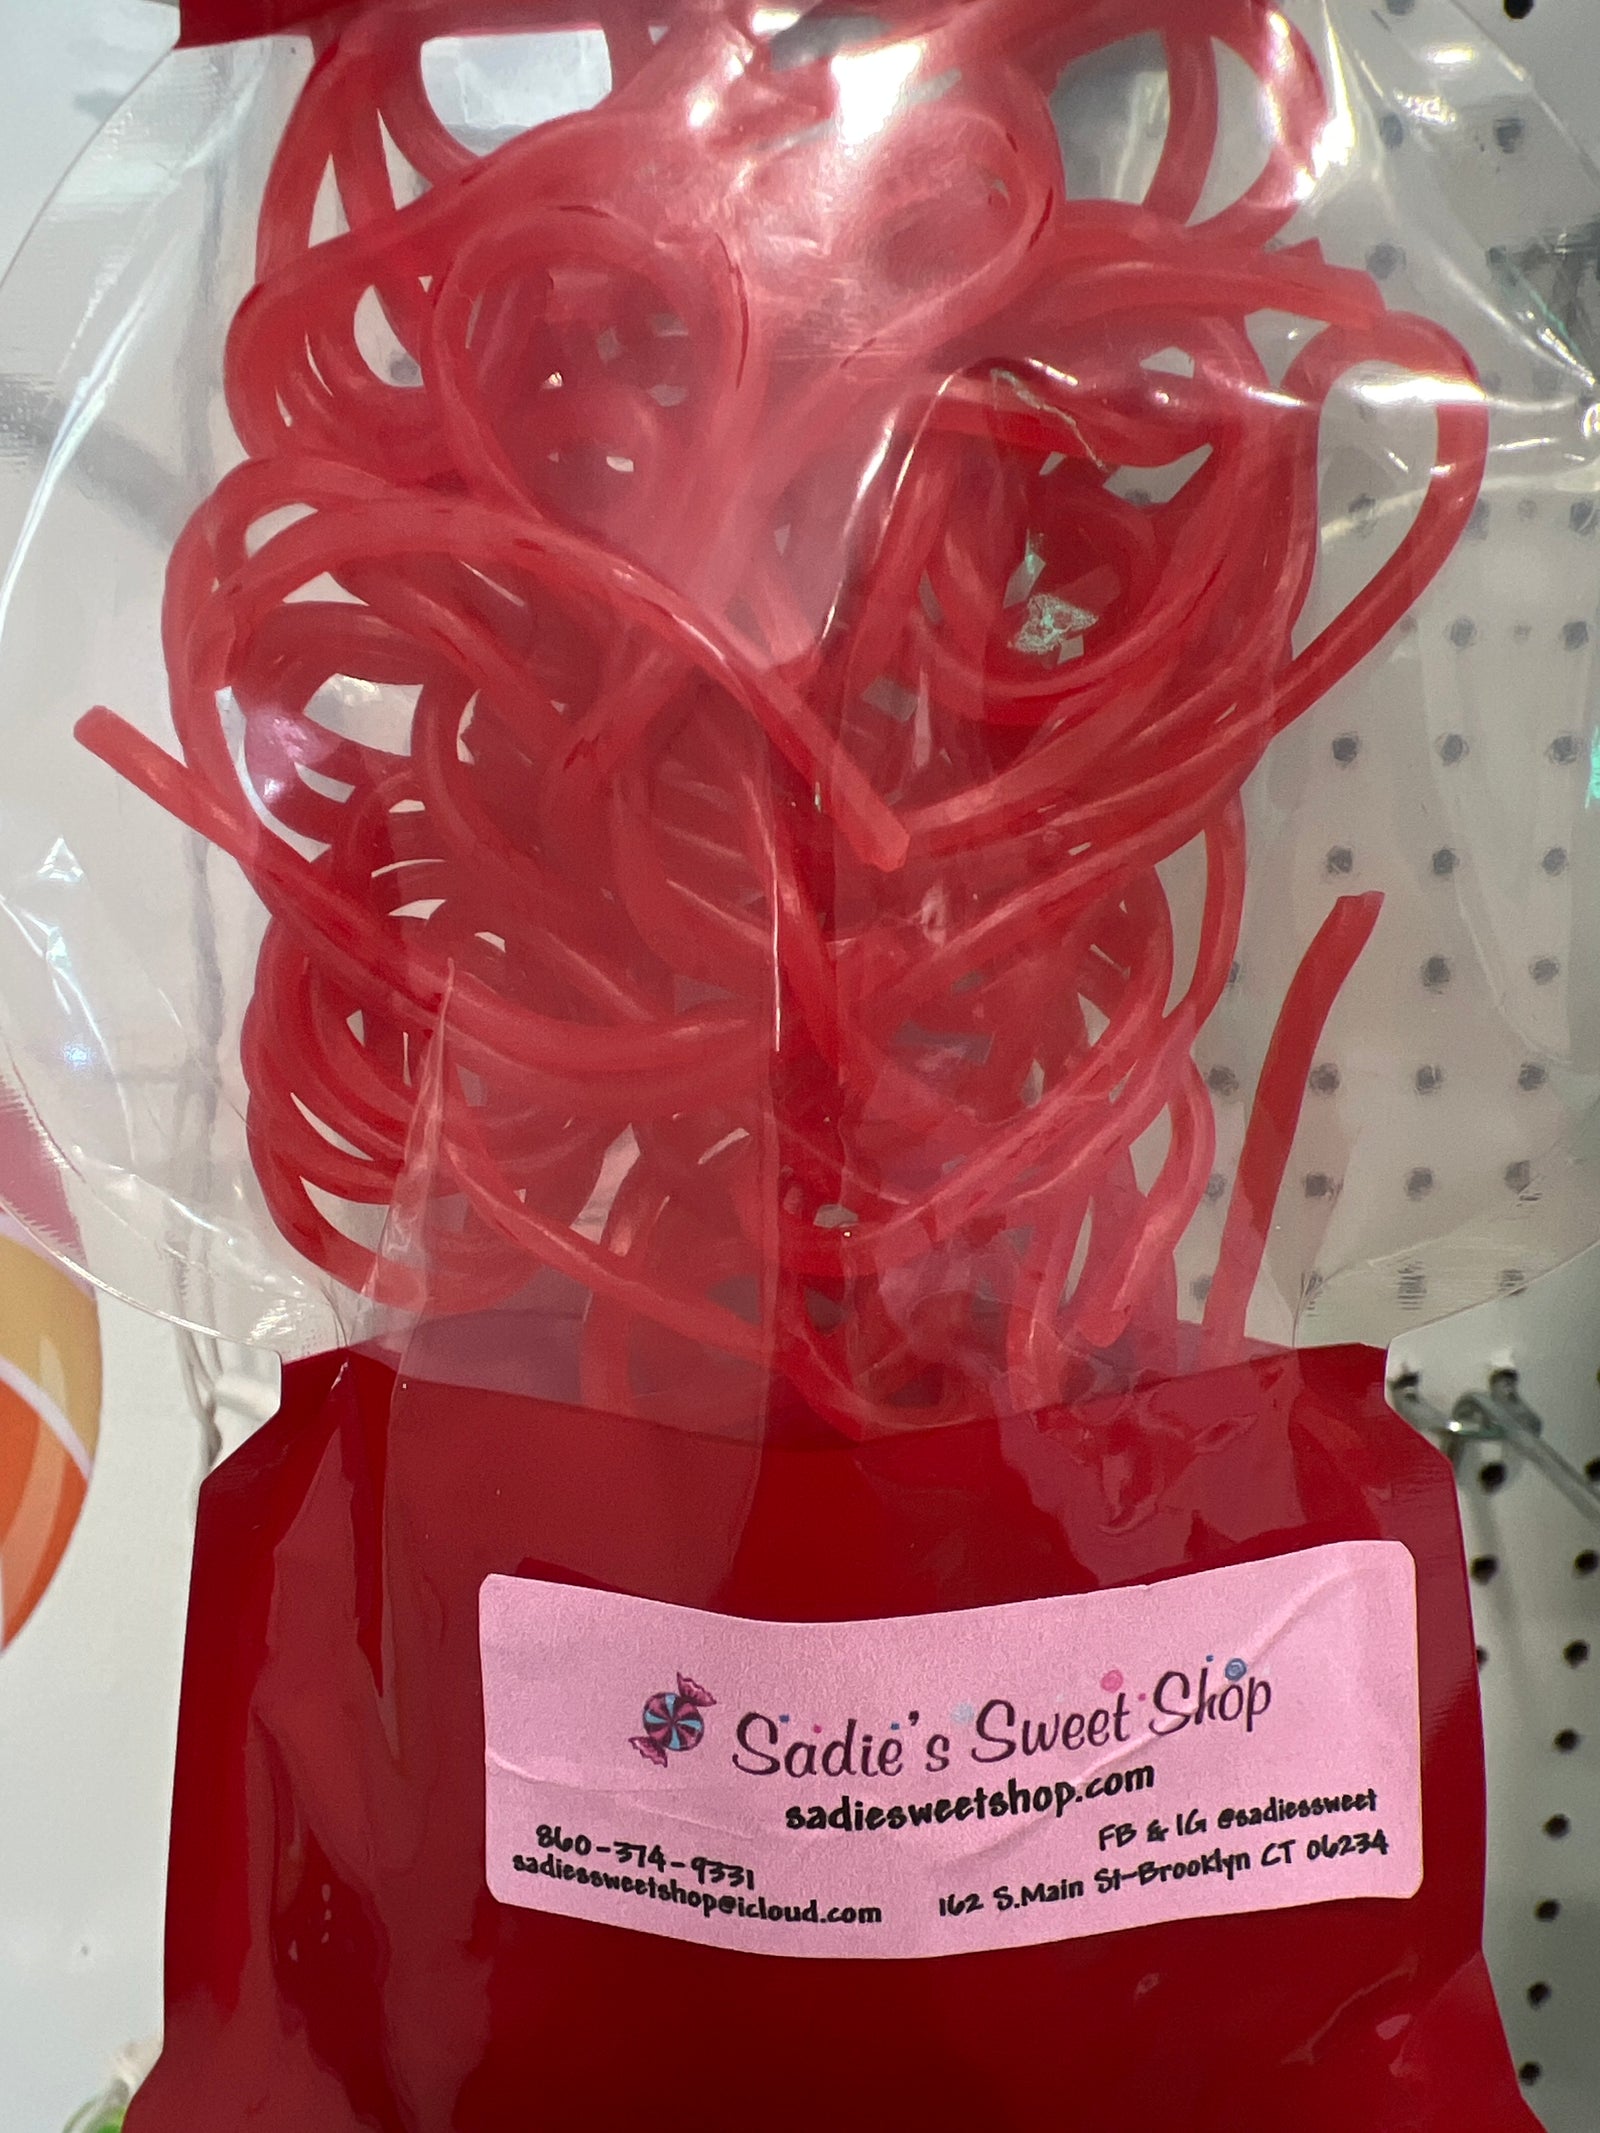 Sadie's Sweet Shop
sadiesweetshop.com
860-374-9331
sadiessweetshop@icloud.com
FB & IG @sadiessweet
162 S.Main St-Brooklyn CT 06234